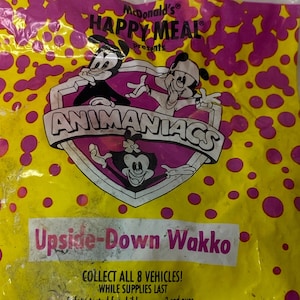 McDonald's®
HAPPY MEAL®
Presents
ANIMANIACS
Upside-Down Wakko
COLLECT ALL 8 VEHICLES!
WHILE SUPPLIES LAST